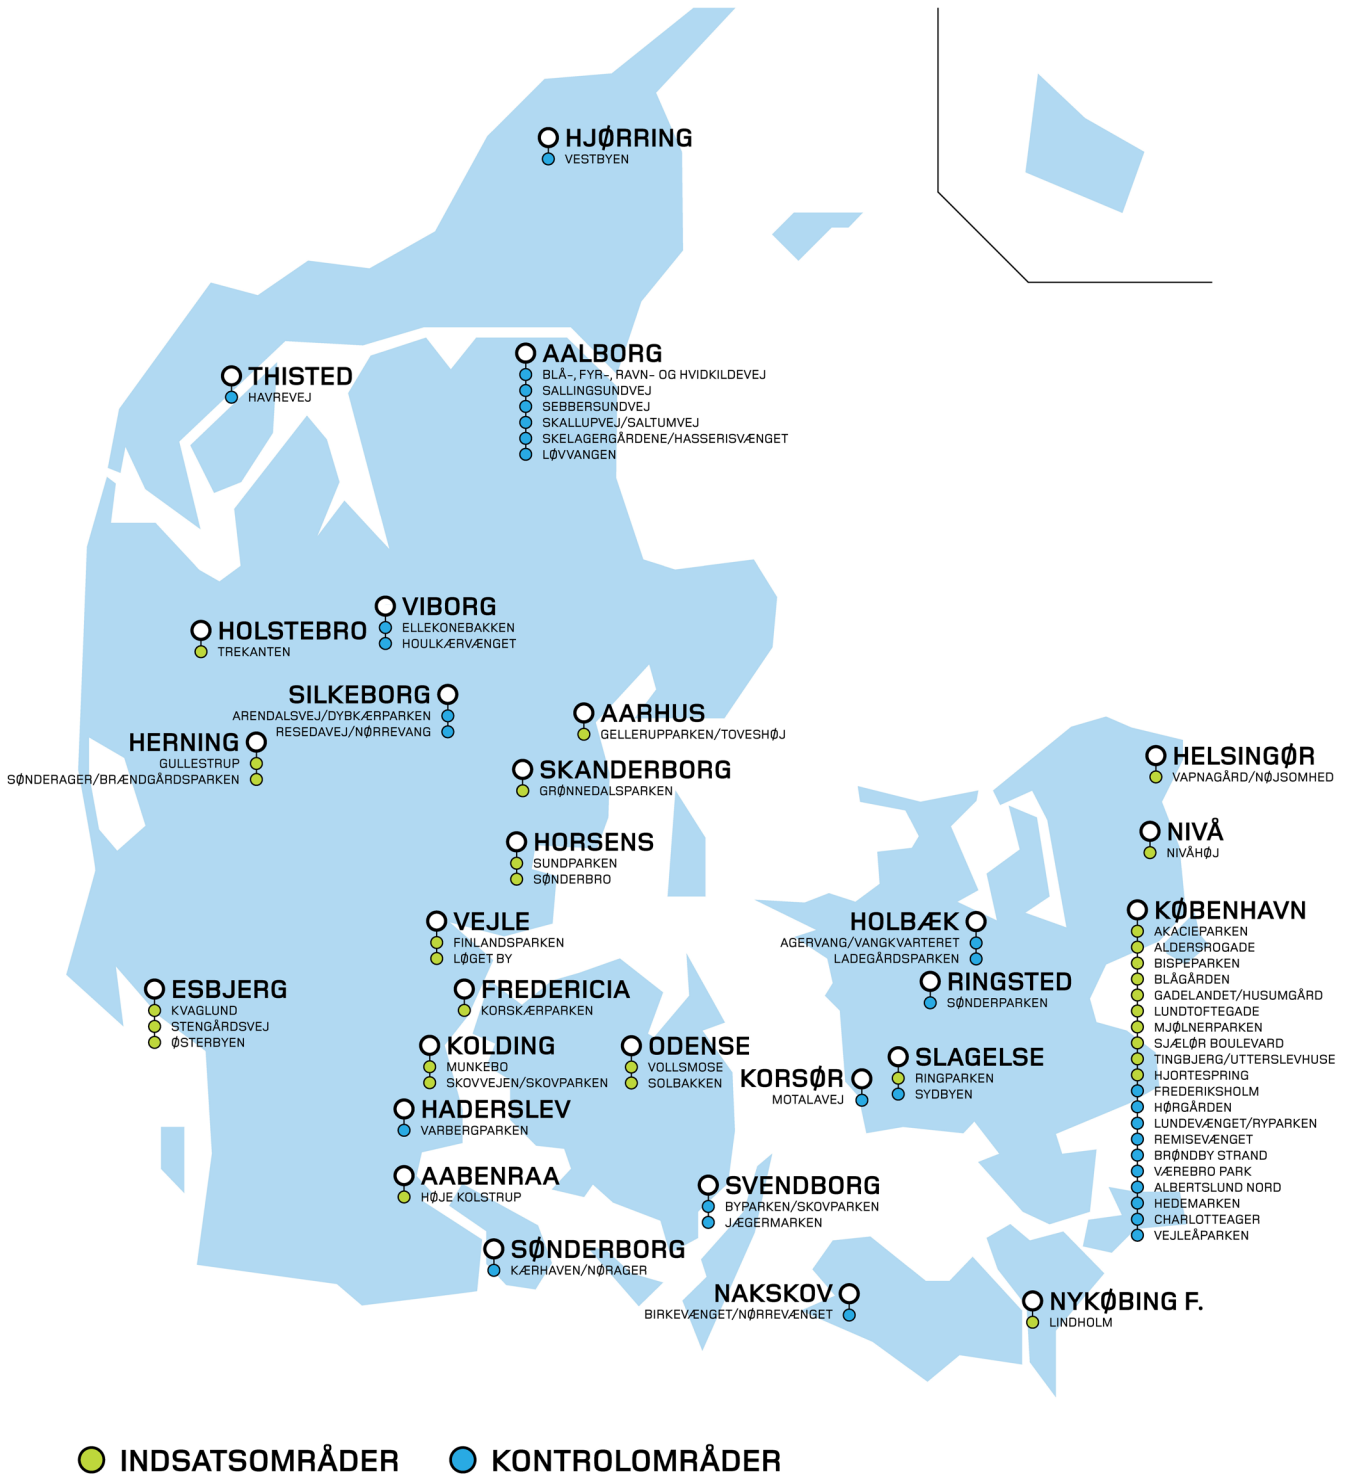 HJØRRING
VESTBYEN
THISTED
HAVREVEJ
AALBORG
BLÅ-, FYR-, RAVN- OG HVIDKILDEVEJ
SALLINGSUNDVEJ
SEBBERSUNDVEJ
SKALLUPVEJ/SALTUMVEJ
SKELAGERGÅRDENE/HASSERISVÆNGET
LØVVANGEN
VIBORG
ELLEKONEBAKKEN
HOULKÆRVÆNGET
HOLSTEBRO
TREKANTEN
SILKEBORG
ARENDALSVEJ/DYBKÆRPARKEN
RESEDAVEJ/NØRREVANG
HERNING
GULLESTRUP
SØNDERAGER/BRÆNDGÅRDSPARKEN
AARHUS
GELLERUPPARKEN/TOVESHØJ
SKANDERBORG
GRØNNEDALSPARKEN
HORSENS
SUNDPARKEN
SØNDERBRO
VEJLE
FINLANDSPARKEN
LØGET BY
ESBJERG
KVAGLUND
STENGÅRDSVEJ
ØSTERBYEN
FREDERICIA
KORSKÆRPARKEN
KOLDING
MUNKEBO
SKOVVEJEN/SKOVPARKEN
HADERSLEV
VARBERGPARKEN
AABENRAA
HØJE KOLSTRUP
SØNDERBORG
KÆRHAVEN/NØRAGER
ODENSE
VOLLSMOSE
SOLBAKKEN
SVENDBORG
BYPARKEN/SKOVPARKEN
JÆGERMARKEN
NAKSKOV
BIRKEVÆNGET/NØRREVÆNGET
NYKØBING F.
LINDHOLM
KORSØR
MOTALAVEJ
SLAGELSE
RINGPARKEN
SYDBYEN
RINGSTED
SØNDERPARKEN
HOLBÆK
AGERVANG/VANGKVARTERET
LADEGÅRDSPARKEN
HELSINGØR
VAPNAGÅRD/NØJSOMHED
NIVÅ
NIVÅHØJ
KØBENHAVN
AKACIEPARKEN
ALDERSROGADE
BISPEPARKEN
BLÅGÅRDEN
GADELANDET/HUSUMGÅRD
LUNDTOFTEGADE
MJØLNERPARKEN
SJÆLØR BOULEVARD
TINGBJERG/UTTERSLEVHUSE
HJORTESPRING
FREDERIKSHOLM
HØRGÅRDEN
LUNDEVÆNGET/RYPARKEN
REMISEVÆNGET
BRØNDBY STRAND
VÆREBRO PARK
ALBERTSLUND NORD
HEDEMARKEN
CHARLOTTEAGER
VEJLEÅPARKEN
INDSATSOMRÅDER
KONTROLOMRÅDER